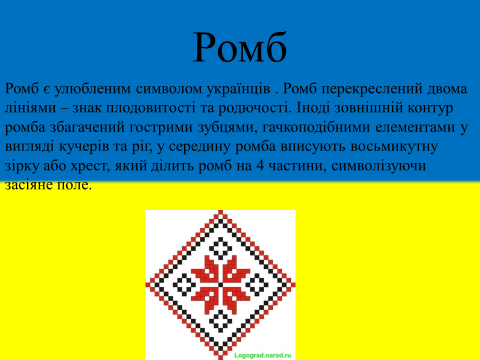 Ромб
Ромб є улюбленим символом українців . Ромб перекреслений двома
лініями – знак плодовитості та родючості. Іноді зовнішній контур
ромба збагачений гострими зубцями, гачкоподібними елементами у
вигляді кучерів та ріг, у середину ромба вписують восьмикутну
зірку або хрест, який ділить ромб на 4 частини, символізуючи
засіяне поле.
Logograd.narod.ru